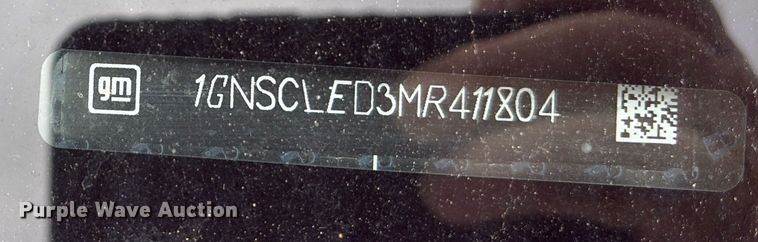 gm
1GNSCLED3MR411804
Purple Wave Auction